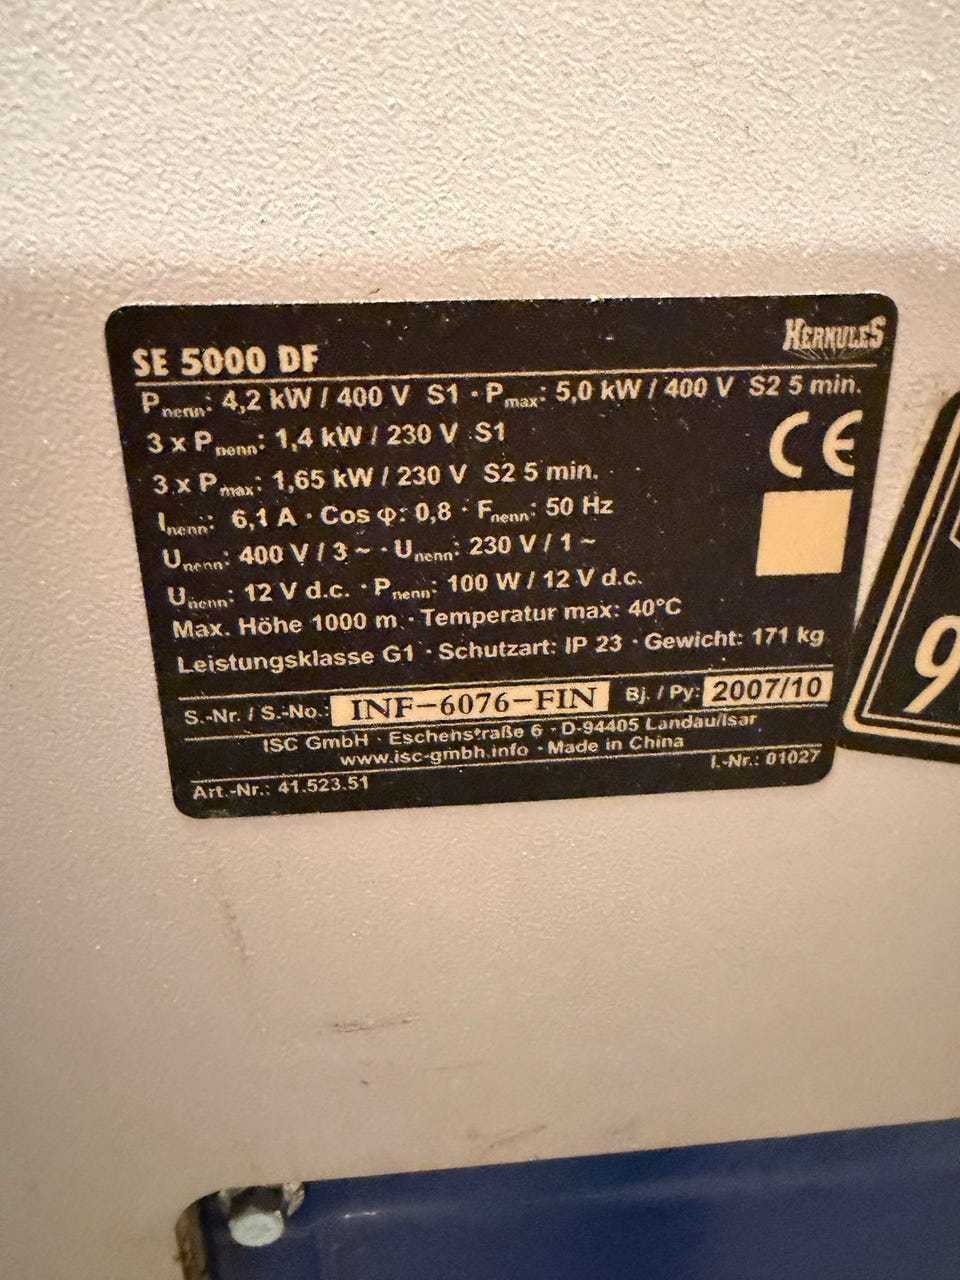 HERKULES
SE 5000 DF
Pnenn: 4,2 kW / 400 V S1 · Pmax: 5,0 kW / 400 V S2 5 min.
3 x Pnenn: 1,4 kW / 230 V S1
3 x Pmax: 1,65 kW / 230 V S2 5 min.
CE
Inenn: 6,1 A · Cos φ: 0,8 · Fnenn: 50 Hz
Unenn: 400 V / 3 ~ · Unenn: 230 V / 1 ~
Unenn: 12 V d.c. · Pnenn: 100 W / 12 V d.c.
Max. Höhe 1000 m · Temperatur max: 40°C
Leistungsklasse G1 · Schutzart: IP 23 · Gewicht: 171 kg
S.-Nr. / S.-No.: INF-6076-FIN Bj. / Py: 2007/10
ISC GmbH · Eschenstraße 6 · D-94405 Landau/Isar
www.isc-gmbh.info · Made in China
Art.-Nr.: 41.523.51 I.-Nr.: 01027
9